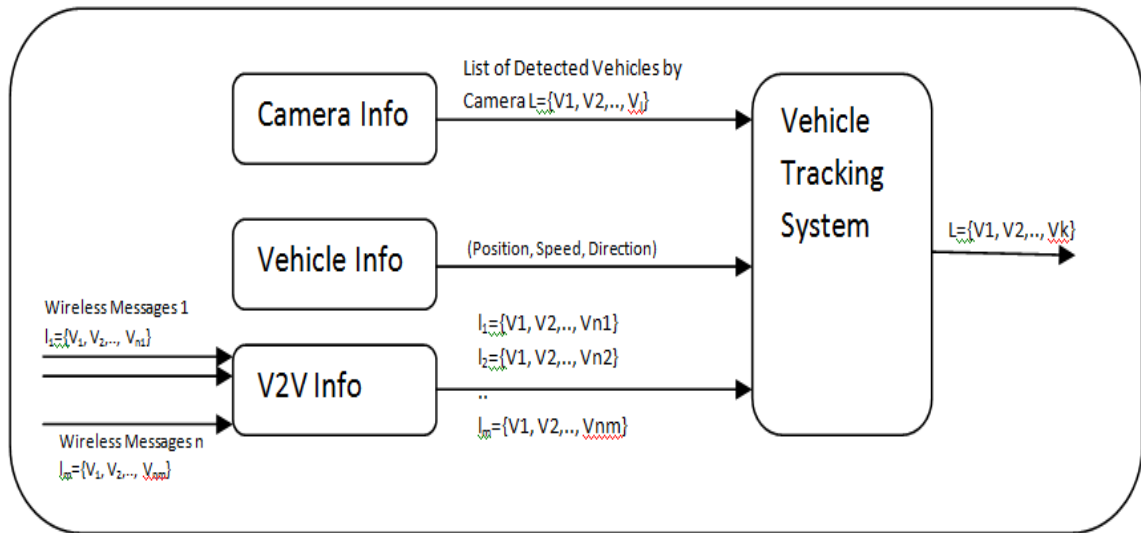 List of Detected Vehicles by
Camera L={V1, V2,.., Vj}
Camera Info
Vehicle
Tracking
System
L={V1, V2,.., Vk}
Vehicle Info
(Position, Speed, Direction)
Wireless Messages 1
l₁={V₁, V₂,.., Vₙ₁}
V2V Info
l₁={V1, V2,.., Vn1}
l₂={V1, V2,.., Vn2}
..
lₘ={V1, V2,.., Vnm}
Wireless Messages n
lₘ={V₁, V₂,.., Vₙₘ}